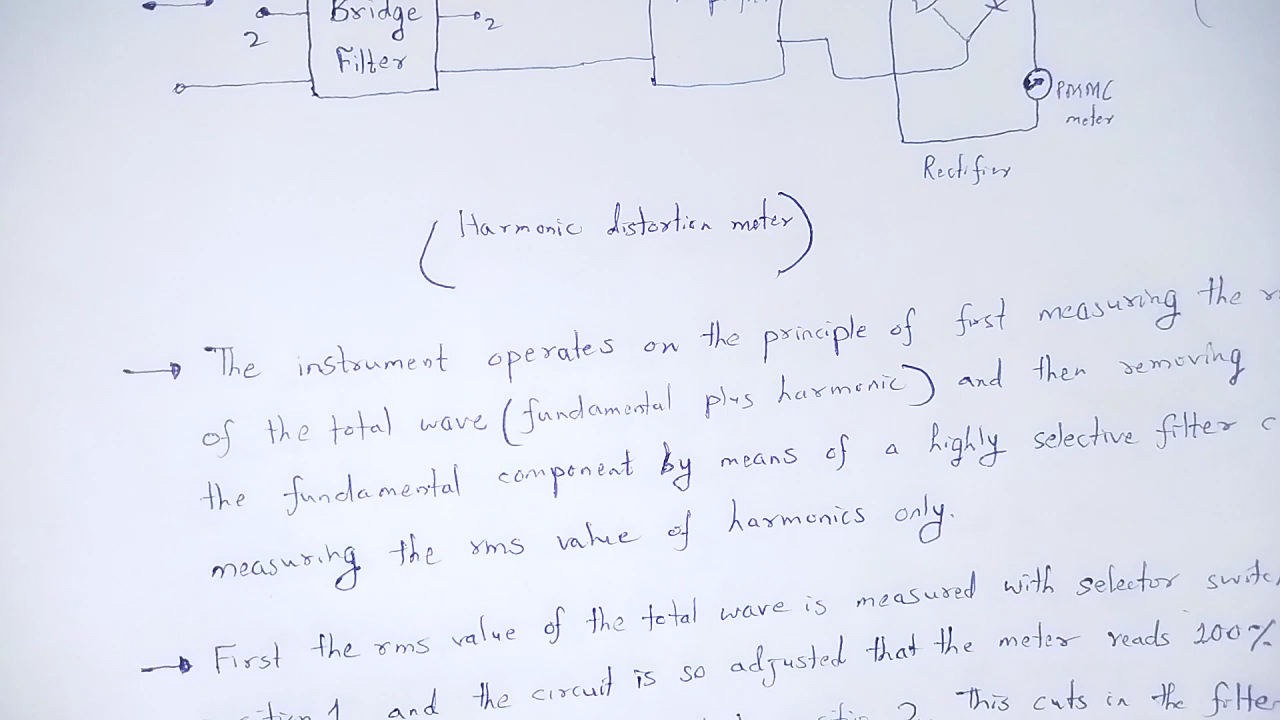 Bridge
2
2
Filter
PMMC
meter
Rectifier
(Harmonic distortion meter)
The instrument operates on the principle of first measuring the
of the total wave (fundamental plus harmonic) and then removing
the fundamental component by means of a highly selective filter
measuring the rms value of harmonics only.
First the rms value of the total wave is measured with selector
1 and the circuit is so adjusted that the meter reads 100%
2 This cuts in the